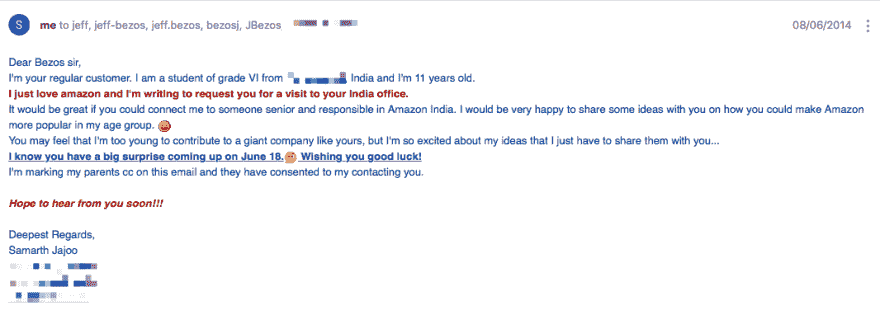 S me to jeff, jeff-bezos, jeff.bezos, bezosj, JBezos 08/06/2014
Dear Bezos sir,
I'm your regular customer. I am a student of grade VI from India and I'm 11 years old.
I just love amazon and I'm writing to request you for a visit to your India office.
It would be great if you could connect me to someone senior and responsible in Amazon India. I would be very happy to share some ideas with you on how you could make Amazon
more popular in my age group.
You may feel that I'm too young to contribute to a giant company like yours, but I'm so excited about my ideas that I just have to share them with you...
I know you have a big surprise coming up on June 18. Wishing you good luck!
I'm marking my parents cc on this email and they have consented to my contacting you.
Hope to hear from you soon!!!
Deepest Regards,
Samarth Jajoo